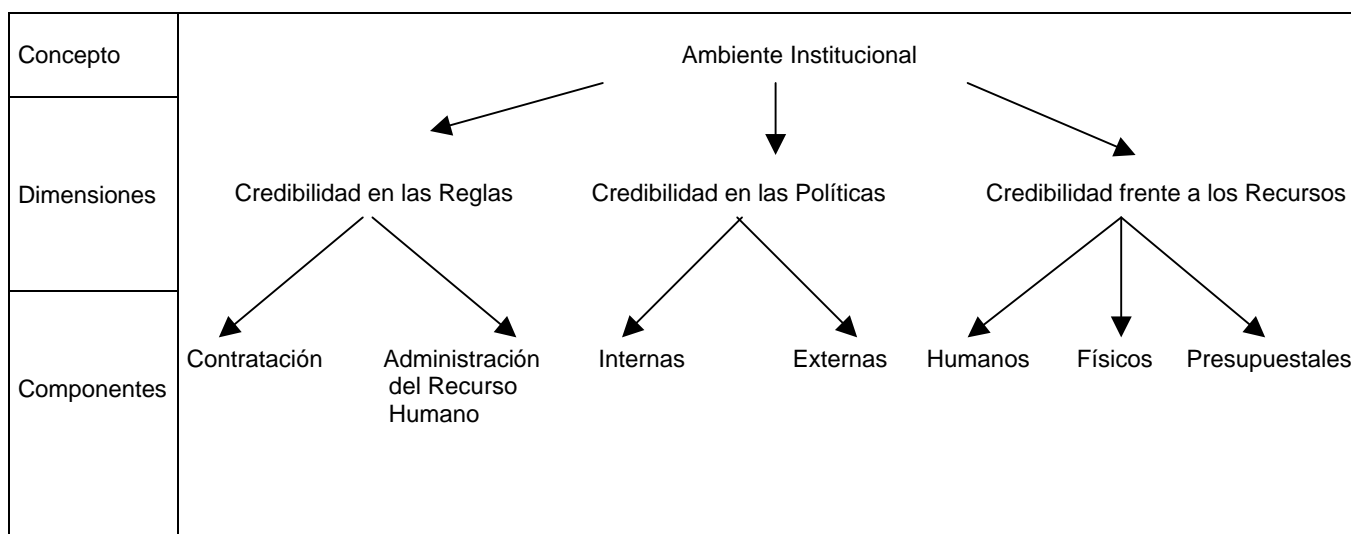 Concepto
Ambiente Institucional
Dimensiones
Credibilidad en las Reglas
Credibilidad en las Políticas
Credibilidad frente a los Recursos
Componentes
Contratación
Administración
del Recurso
Humano
Internas
Externas
Humanos
Físicos
Presupuestales